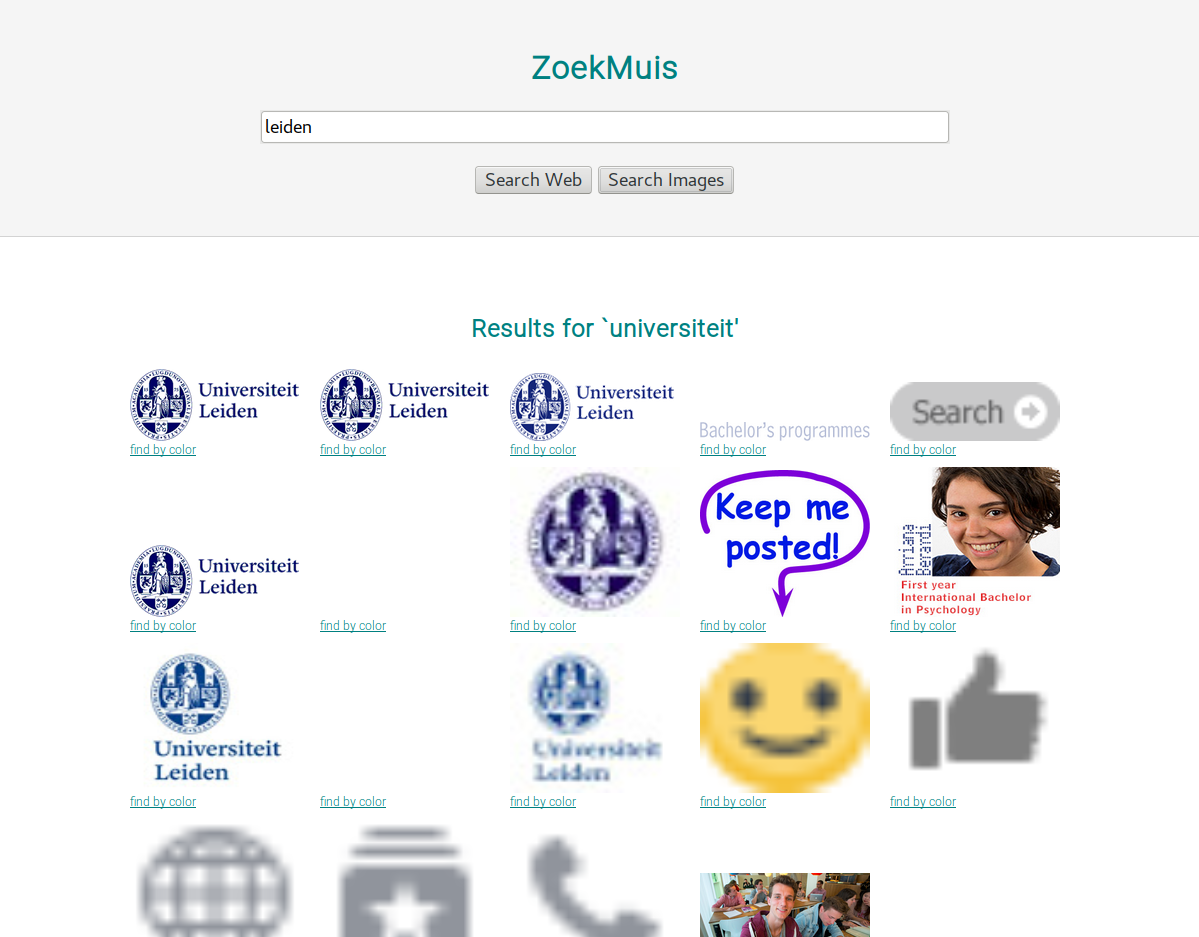 ZoekMuis
leiden
Search Web Search Images
Results for `universiteit'
Universiteit
Leiden
find by color
Universiteit
Leiden
find by color
Universiteit
Leiden
find by color
Bachelor's programmes
find by color
Search
find by color
Universiteit
Leiden
find by color
find by color
find by color
Keep me
posted!
find by color
Arriana
Berardi
First year
International Bachelor
in Psychology
find by color
Universiteit
Leiden
find by color
find by color
Universiteit
Leiden
find by color
find by color
find by color